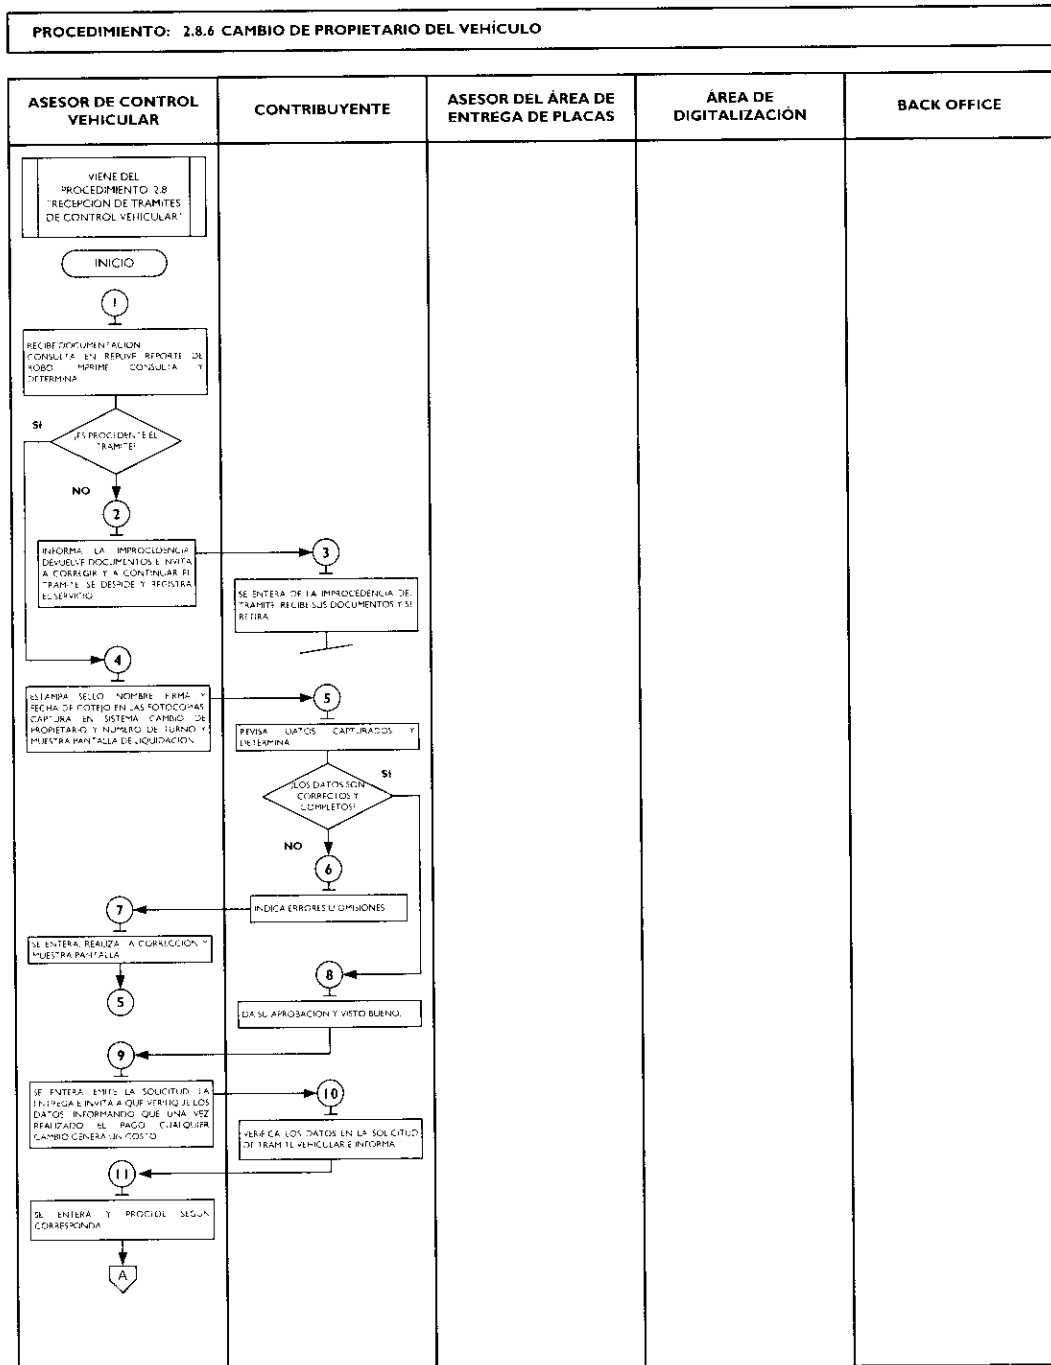 PROCEDIMIENTO: 2.8.6 CAMBIO DE PROPIETARIO DEL VEHÍCULO
ASESOR DE CONTROL
VEHICULAR
CONTRIBUYENTE
ASESOR DEL ÁREA DE
ENTREGA DE PLACAS
ÁREA DE
DIGITALIZACIÓN
BACK OFFICE
VIENE DEL
PROCEDIMIENTO 2.8
"RECEPCION DE TRAMITES
DE CONTROL VEHICULAR"
INICIO
1
RECIBE DOCUMENTACION
CONSULTA EN REPUVE REPORTE DE
ROBO IMPRIME CONSULTA Y
DETERMINA
SI
¿ES PROCEDENTE EL
TRAMITE?
NO
2
INFORMA LA IMPROCEDENCIA
DEVUELVE DOCUMENTOS E INVITA
A CORREGIR Y A CONTINUAR EL
TRAMITE SE DESPIDE Y REGISTRA
EL SERVICIO
3
SE ENTERA DE LA IMPROCEDENCIA DEL
TRAMITE, RECIBE SUS DOCUMENTOS Y SE
RETIRA
4
ESTAMPA SELLO NOMBRE FIRMA Y
FECHA DE COTEJO EN LAS FOTOCOPIAS,
CAPTURA EN SISTEMA CAMBIO DE
PROPIETARIO Y NUMERO DE TURNO Y
MUESTRA PANTALLA DE LIQUIDACION
5
REVISA DATOS CAPTURADOS Y
DETERMINA
SI
¿LOS DATOS SON
CORRECTOS Y
COMPLETOS?
NO
6
INDICA ERRORES U OMISIONES
7
SE ENTERA, REALIZA LA CORRECCION Y
MUESTRA PANTALLA
5
8
DA SU APROBACION Y VISTO BUENO.
9
SE ENTERA EMITE LA SOLICITUD LA
ENTREGA E INVITA A QUE VERIFIQUE LOS
DATOS INFORMANDO QUE UNA VEZ
REALIZADO EL PAGO CUALQUIER
CAMBIO GENERA UN COSTO
10
VERIFICA LOS DATOS EN LA SOLICITUD
DE TRAMITE VEHICULAR E INFORMA
11
SE ENTERA Y PROCEDE SEGUN
CORRESPONDA
A